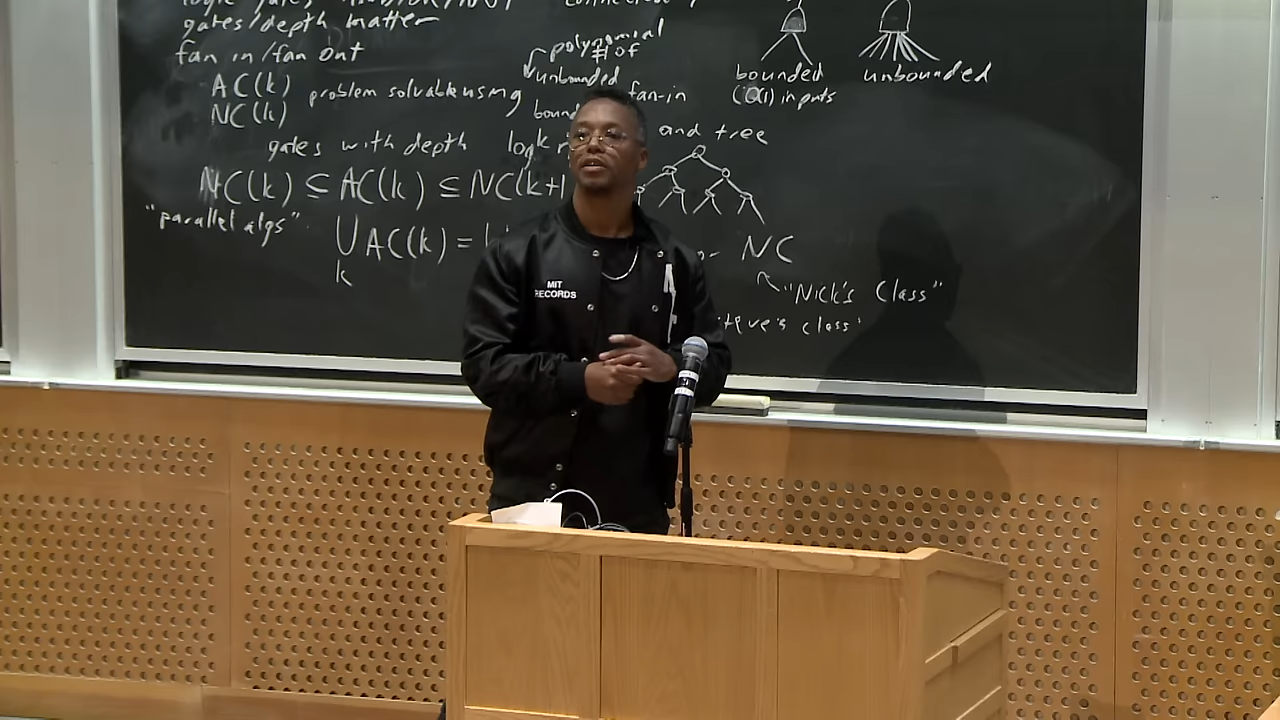 gates/depth matter
fan in/fan out
polynomial
# of
AC(k) problem solvable using unbounded fan-in
NC(k)
gates with depth
bounded
(O(1)) inputs
unbounded
and tree
NC(k) ⊆ AC(k) ⊆ NC(k+1
"parallel algs"
⋃ AC(k) =
k
NC
"Nick's Class"
class"
MIT
RECORDS